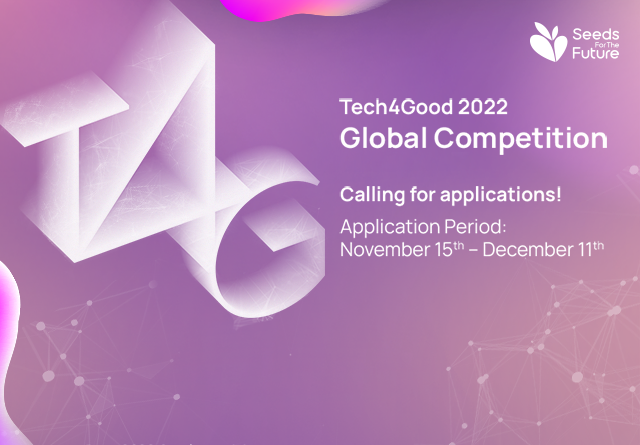 Seeds
For The
Future
T4G
Tech4Good 2022
Global Competition
Calling for applications!
Application Period:
November 15th – December 11th